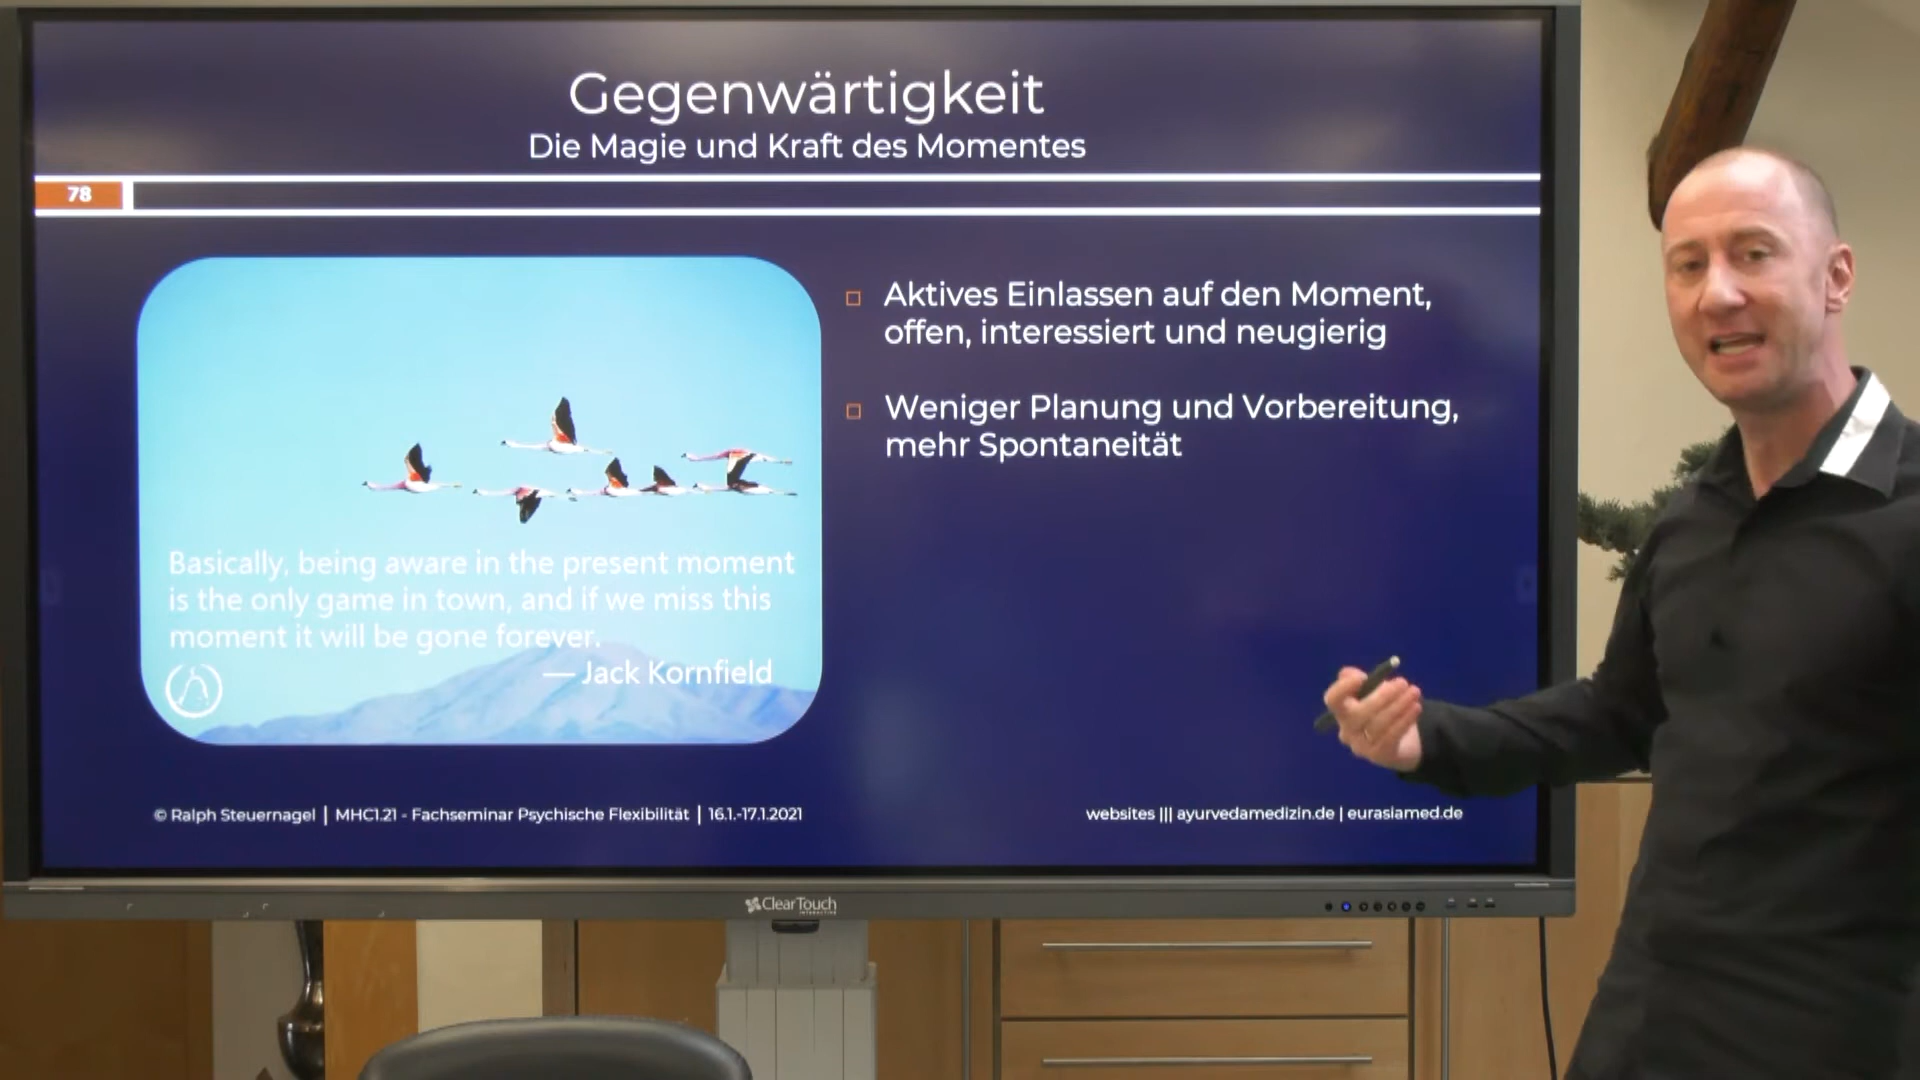 Gegenwärtigkeit
Die Magie und Kraft des Momentes
78
Aktives Einlassen auf den Moment,
offen, interessiert und neugierig
Weniger Planung und Vorbereitung,
mehr Spontaneität
Basically, being aware in the present moment
is the only game in town, and if we miss this
moment it will be gone forever.
— Jack Kornfield
© Ralph Steuernagel | MHC1.21 - Fachseminar Psychische Flexibilität | 16.1.-17.1.2021
websites ||| ayurvedamedizin.de | eurasiamed.de
ClearTouch
INTERACTIVE